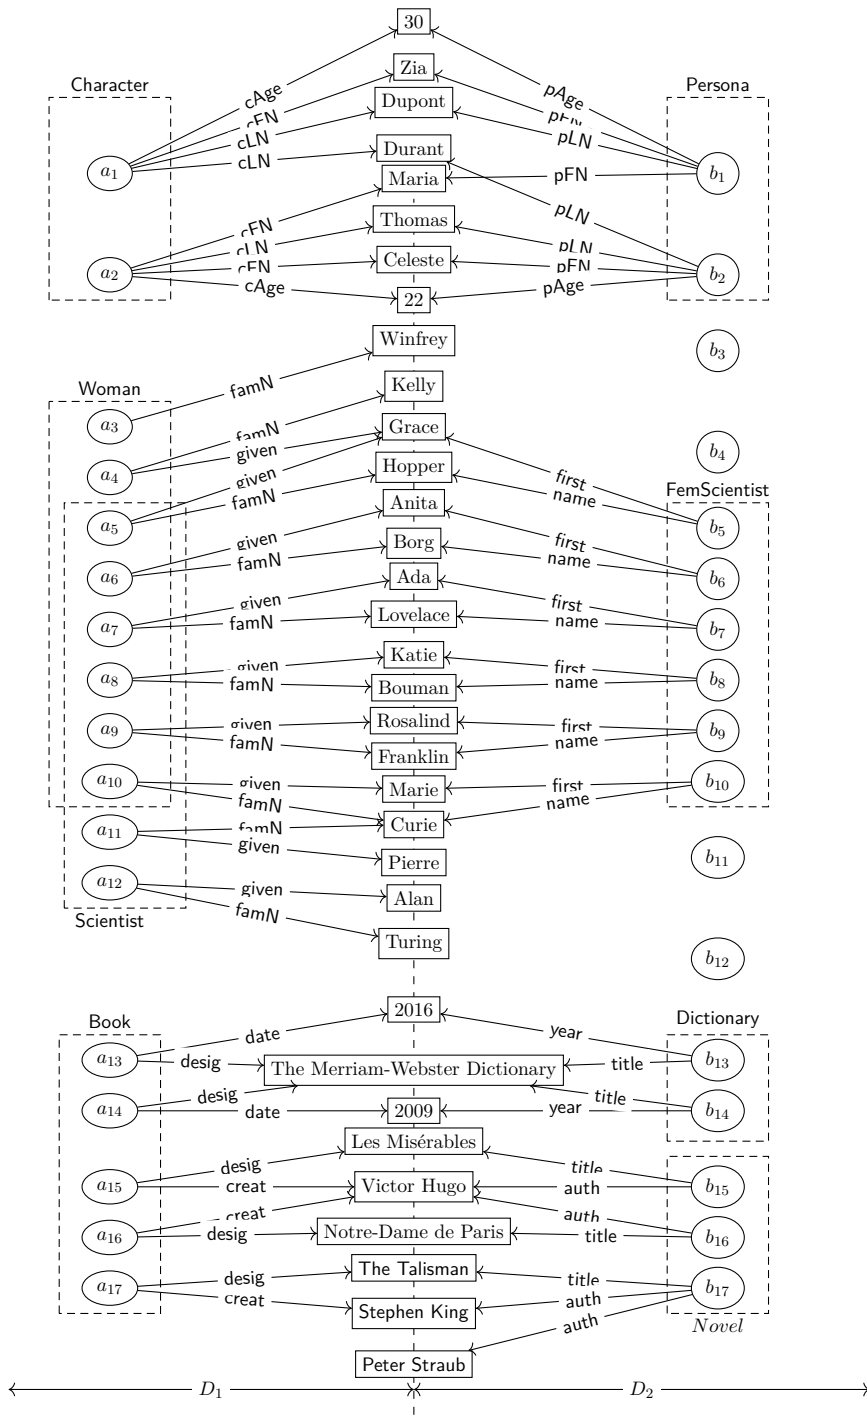 30
Character
Zia
Persona
cAge
pAge
Dupont
cFN
pFN
cLN
pLN
cLN
Durant
a1
Maria
pFN
b1
cFN
pLN
cLN
Thomas
pLN
a2
cFN
Celeste
pFN
b2
cAge
22
pAge
Winfrey
b3
Woman
famN
Kelly
a3
famN
Grace
b4
a4
given
given
Hopper
first
FemScientist
famN
name
a5
Anita
b5
given
Borg
first
famN
name
a6
Ada
b6
given
first
a7
famN
Lovelace
name
b7
given
Katie
first
a8
famN
Bouman
name
b8
given
Rosalind
first
a9
famN
name
b9
Franklin
a10
given
Marie
first
b10
famN
name
a11
famN
Curie
given
Pierre
b11
a12
given
Alan
famN
Scientist
Turing
b12
Book
2016
Dictionary
date
year
a13
desig
The Merriam-Webster Dictionary
title
b13
desig
title
a14
date
2009
year
b14
Les Misérables
desig
title
a15
creat
Victor Hugo
auth
b15
creat
auth
a16
desig
Notre-Dame de Paris
title
b16
desig
The Talisman
title
a17
creat
auth
b17
Stephen King
auth
Novel
Peter Straub
D1
D2